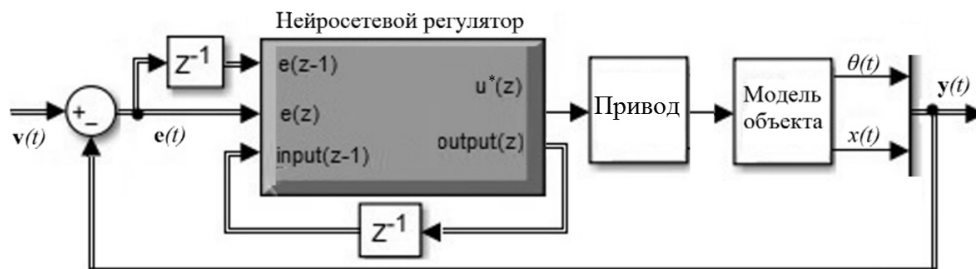 Нейросетевой регулятор
z⁻¹
e(z-1)
e(z)
input(z-1)
u*(z)
output(z)
Привод
Модель
объекта
θ(t)
x(t)
y(t)
+
−
v(t)
e(t)
z⁻¹